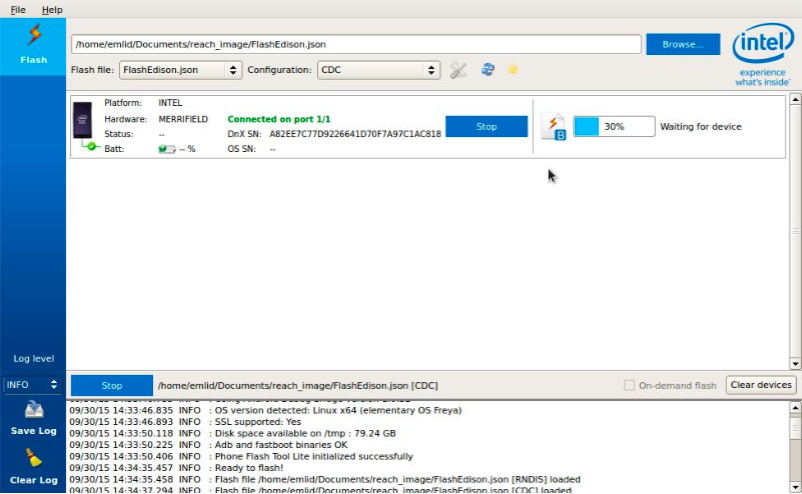 File Help
/home/emlid/Documents/reach_image/FlashEdison.json
Browse...
intel
experience
what's inside
Flash
Flash file: FlashEdison.json Configuration: CDC
Platform: INTEL
Hardware: MERRIFIELD Connected on port 1/1
Status: -- DnX SN: A82EE7C77D9226641D70F7A97C1AC818
Batt: -- % OS SN: --
Stop
B
30%
Waiting for device
Log level
INFO
Stop
/home/emlid/Documents/reach_image/FlashEdison.json [CDC]
On-demand flash
Clear devices
Save Log
Clear Log
09/30/15 14:33:46.835 INFO : OS version detected: Linux x64 (elementary OS Freya)
09/30/15 14:33:46.893 INFO : SSL supported: Yes
09/30/15 14:33:50.118 INFO : Disk space available on /tmp : 79.24 GB
09/30/15 14:33:50.225 INFO : Adb and fastboot binaries OK
09/30/15 14:33:50.406 INFO : Phone Flash Tool Lite initialized successfully
09/30/15 14:34:35.457 INFO : Ready to flash!
09/30/15 14:34:35.458 INFO : Flash file /home/emlid/Documents/reach_image/FlashEdison.json [RNDIS] loaded
09/30/15 14:34:37.294 INFO : Flash file /home/emlid/Documents/reach_image/FlashEdison.json [CDC] loaded